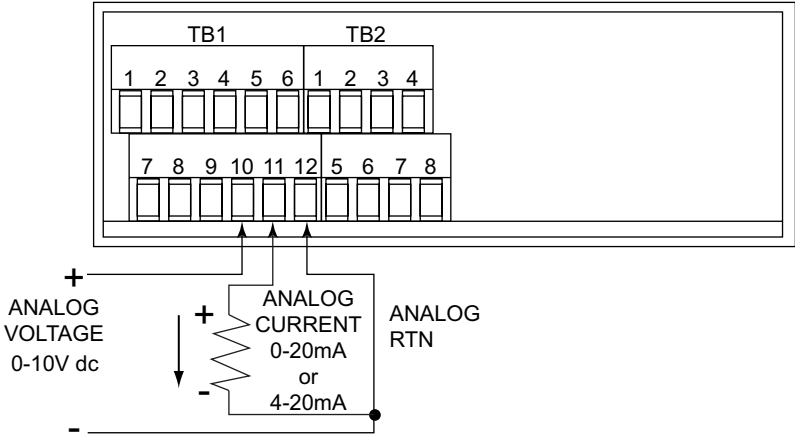 TB1 TB2
1 2 3 4 5 6 1 2 3 4
7 8 9 10 11 12 5 6 7 8
+
ANALOG
VOLTAGE
0-10V dc
-
+
-
ANALOG
CURRENT
0-20mA
or
4-20mA
ANALOG
RTN